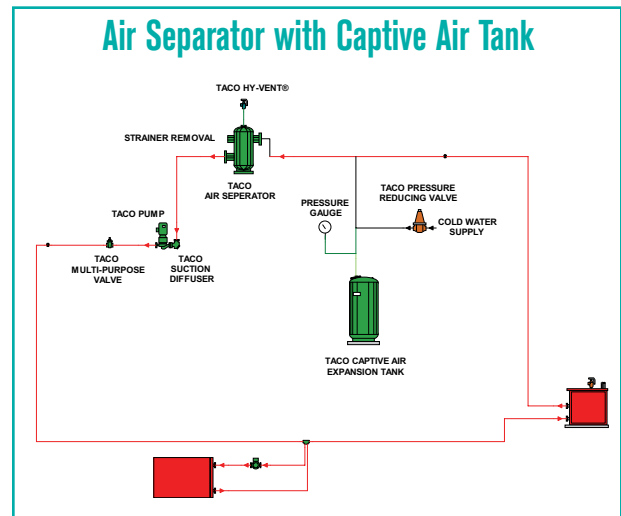 Air Separator with Captive Air Tank
TACO HY-VENT®
STRAINER REMOVAL
TACO
AIR SEPERATOR
TACO PRESSURE
REDUCING VALVE
PRESSURE
GAUGE
COLD WATER
SUPPLY
TACO PUMP
TACO
MULTI-PURPOSE
VALVE
TACO
SUCTION
DIFFUSER
TACO CAPTIVE AIR
EXPANSION TANK